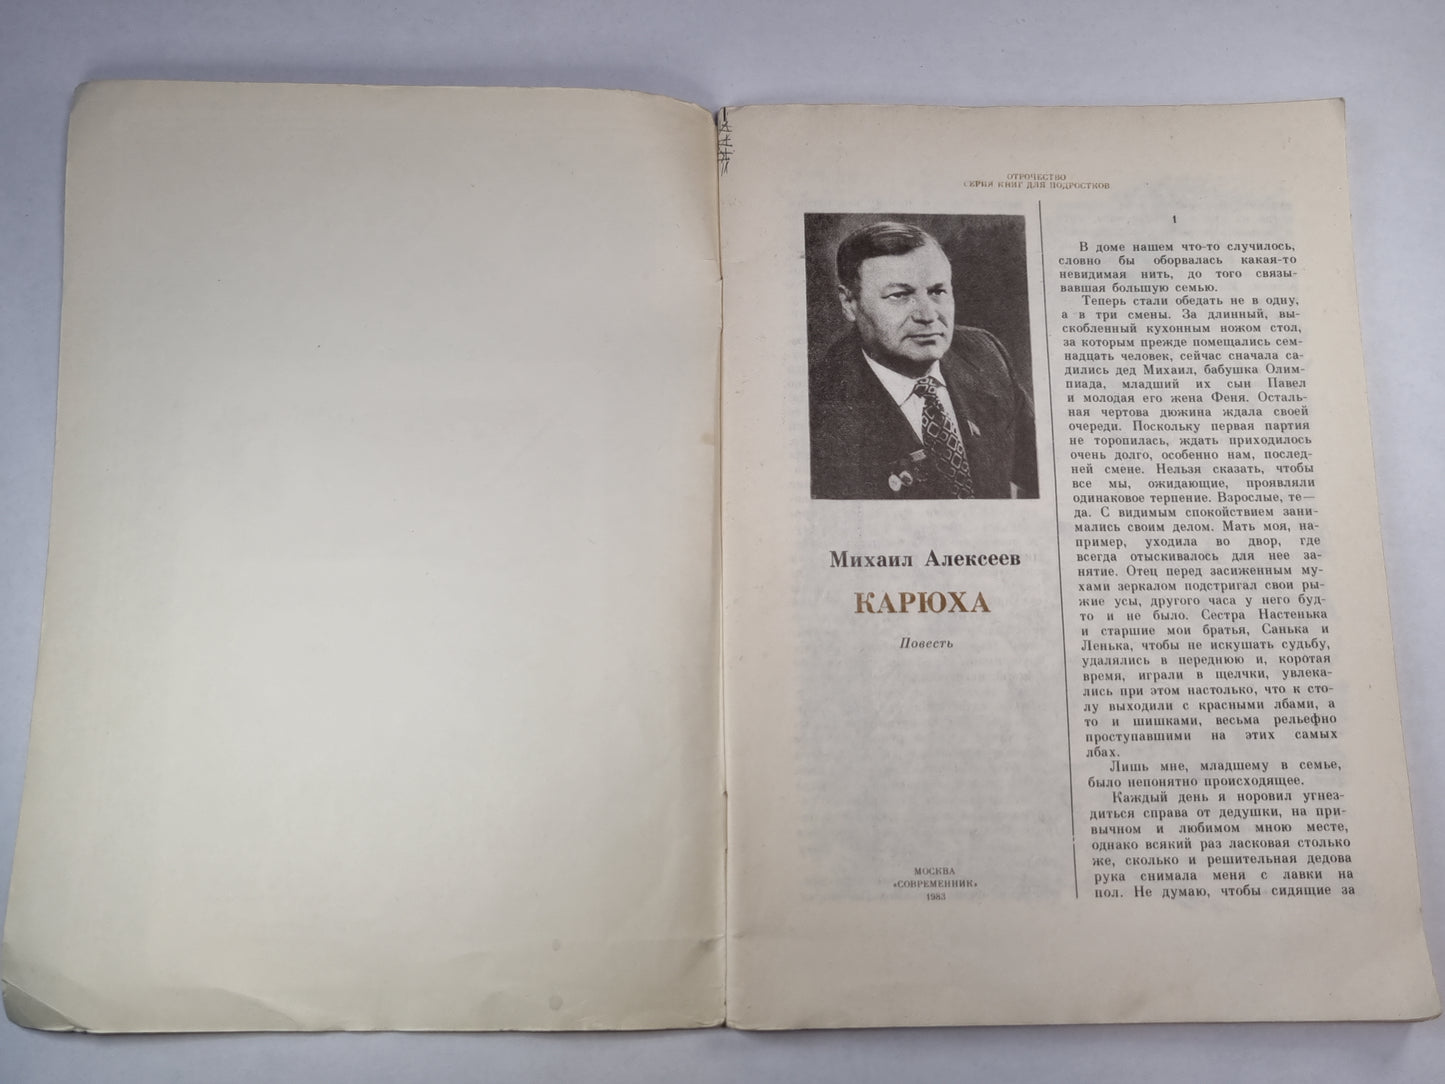 ОТРОЧЕСТВО
СЕРИЯ КНИГ ДЛЯ ПОДРОСТКОВ
Михаил Алексеев
КАРЮХА
Повесть
МОСКВА
«СОВРЕМЕННИК»
1983
1
В доме нашем что-то случилось,
словно бы оборвалась какая-то
невидимая нить, до того связы-
вавшая большую семью.
Теперь стали обедать не в одну,
а в три смены. За длинный, вы-
скобленный кухонным ножом стол,
за которым прежде помещались сем-
надцать человек, сейчас сначала са-
дились дед Михаил, бабушка Олим-
пиада, младший их сын Павел
и молодая его жена Феня. Осталь-
ная чертова дюжина ждала своей
очереди. Поскольку первая партия
не торопилась, ждать приходилось
очень долго, особенно нам, послед-
ней смене. Нельзя сказать, чтобы
все мы, ожидающие, проявляли
одинаковое терпение. Взрослые, те—
да. С видимым спокойствием зани-
мались своим делом. Мать моя, на-
пример, уходила во двор, где
всегда отыскивалось для нее за-
нятие. Отец перед засиженным му-
хами зеркалом подстригал свои ры-
жие усы, другого часа у него буд-
то и не было. Сестра Настенька
и старшие мои братья, Санька и
Ленька, чтобы не искушать судьбу,
удалялись в переднюю и, коротая
время, играли в щелчки, увлека-
лись при этом настолько, что к сто-
лу выходили с красными лбами, а
то и шишками, весьма рельефно
проступавшими на этих самых
лбах.
Лишь мне, младшему в семье,
было непонятно происходящее.
Каждый день я норовил угнез-
диться справа от дедушки, на при-
вычном и любимом мною месте,
однако всякий раз ласковая столько
же, сколько и решительная дедова
рука снимала меня с лавки на
пол. Не думаю, чтобы сидящие за